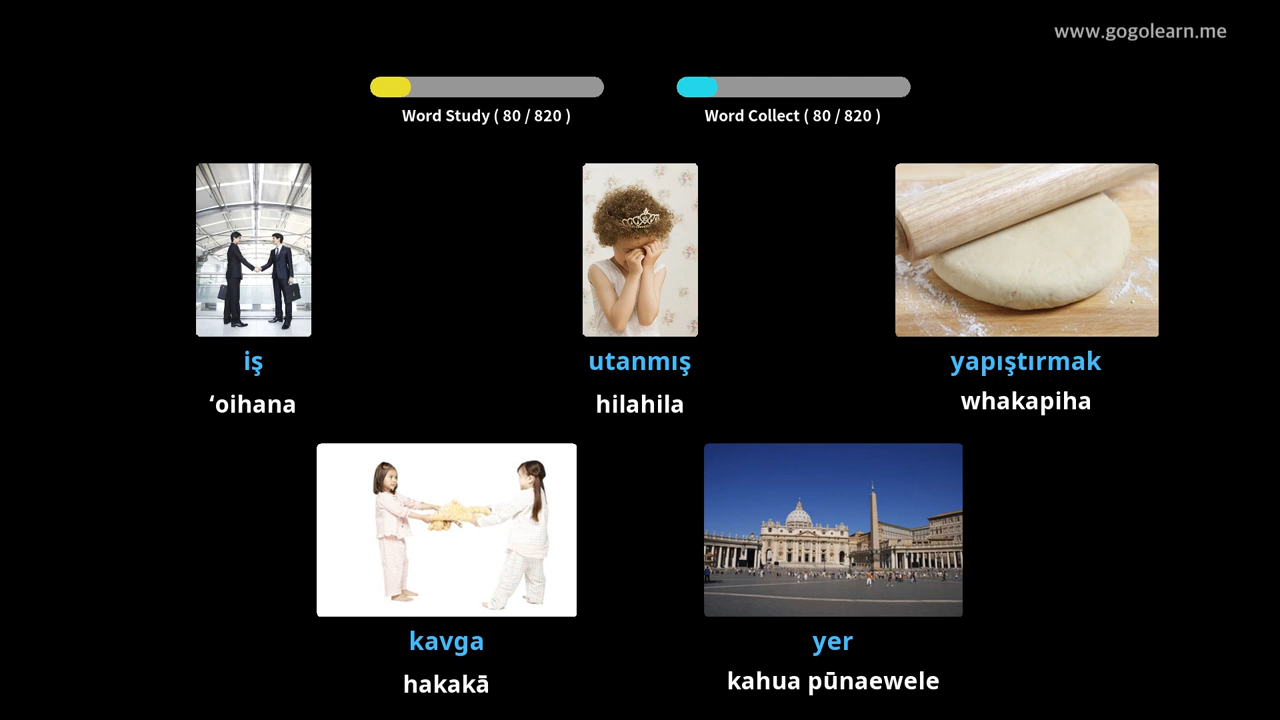 www.gogolearn.me
Word Study ( 80 / 820 )
Word Collect ( 80 / 820 )
iş
utanmış
yapıştırmak
ʻoihana
hilahila
whakapiha
kavga
yer
hakakā
kahua pūnaewele